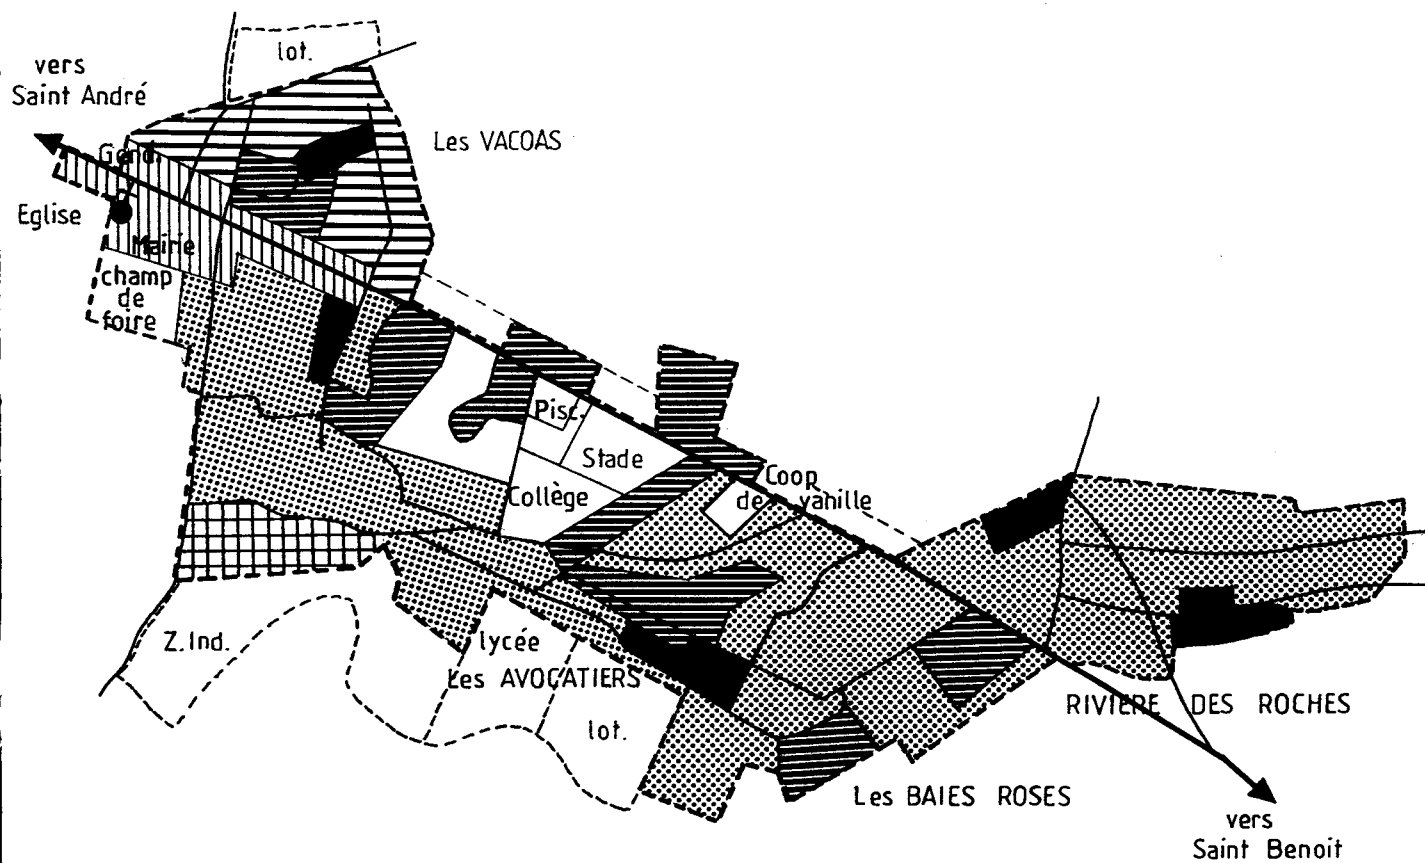 lot.
vers
Saint André
Les VACOAS
Gend.
Eglise
Mairie
champ
de
foire
Pisc.
Stade
Collège
Coop
de vanille
Z.Ind.
lycée
Les AVOCATIERS
lot.
RIVIERE DES ROCHES
Les BAIES ROSES
vers
Saint Benoit